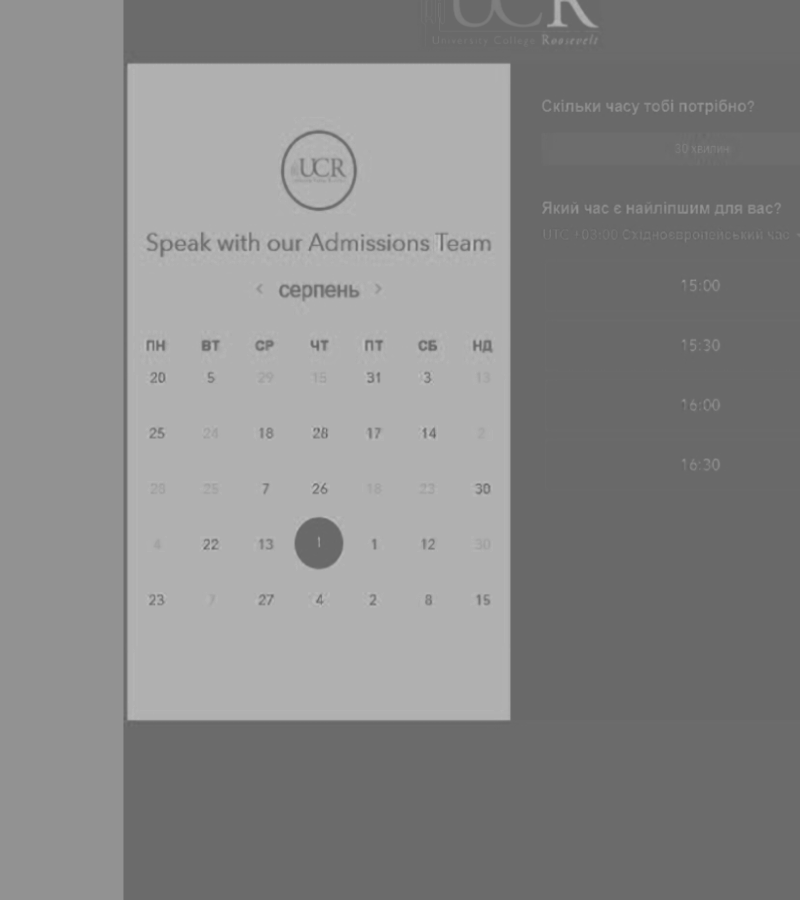 UCR
University College Roosevelt
UCR
Speak with our Admissions Team
‹ серпень ›
ПН ВТ СР ЧТ ПТ СБ НД
20 5 29 15 31 3 13
25 24 18 28 17 14 2
28 25 7 26 18 23 30
4 22 13 1 1 12 30
23 7 27 4 2 8 15
Скільки часу тобі потрібно?
30 хвилин
Який час є найліпшим для вас?
UTC +03:00 Східноєвропейський час
15:00
15:30
16:00
16:30